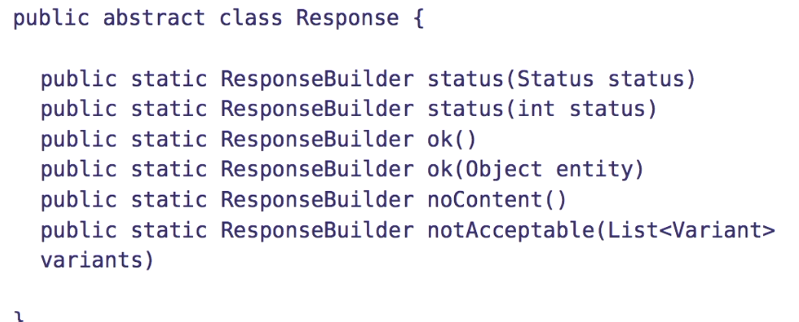 public abstract class Response {
public static ResponseBuilder status(Status status)
public static ResponseBuilder status(int status)
public static ResponseBuilder ok()
public static ResponseBuilder ok(Object entity)
public static ResponseBuilder noContent()
public static ResponseBuilder notAcceptable(List<Variant>
variants)
}